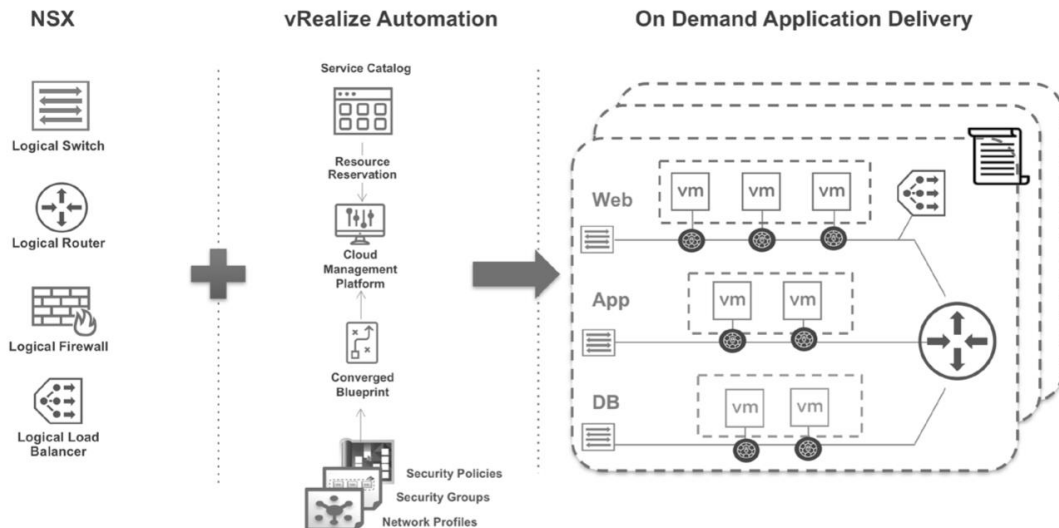 NSX
vRealize Automation
On Demand Application Delivery
Logical Switch
Logical Router
Logical Firewall
Logical Load
Balancer
Service Catalog
Resource
Reservation
Cloud
Management
Platform
Converged
Blueprint
Security Policies
Security Groups
Network Profiles
Web
vm
vm
vm
App
vm
vm
DB
vm
vm